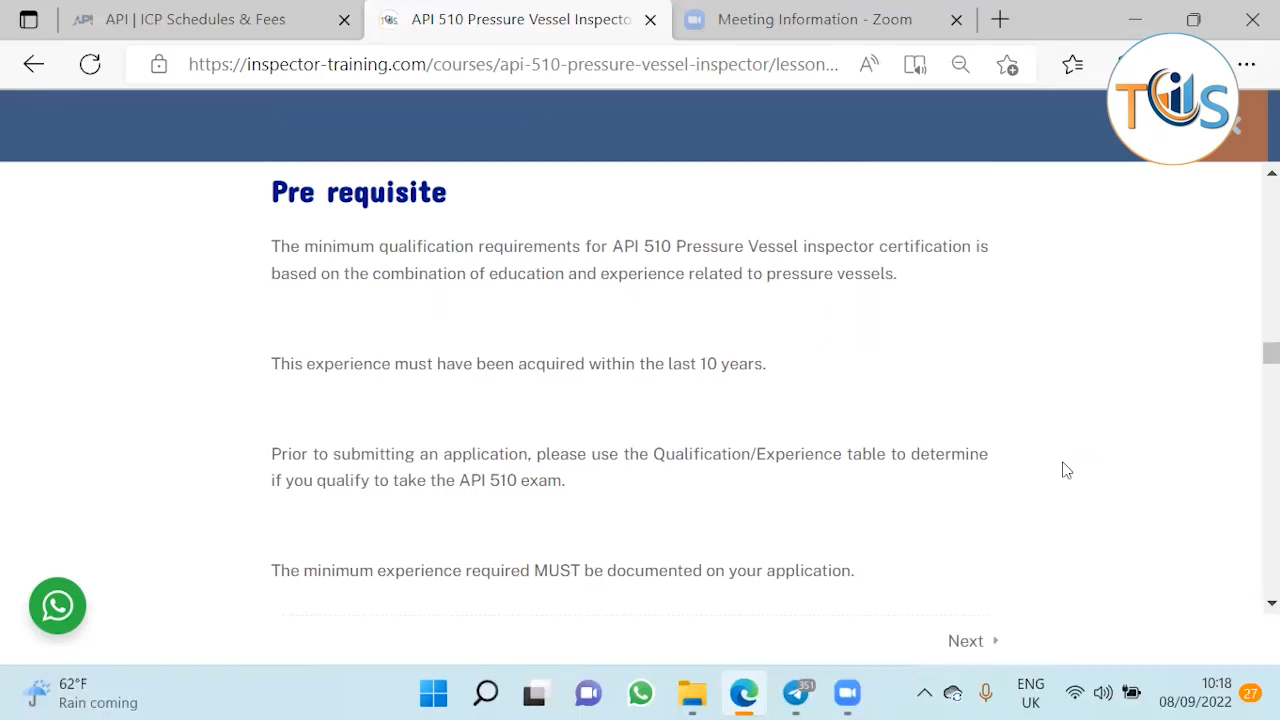 API | ICP Schedules & Fees
API 510 Pressure Vessel Inspecto
Meeting Information - Zoom
https://inspector-training.com/courses/api-510-pressure-vessel-inspector/lesson...
TCIS
Pre requisite
The minimum qualification requirements for API 510 Pressure Vessel inspector certification is
based on the combination of education and experience related to pressure vessels.
This experience must have been acquired within the last 10 years.
Prior to submitting an application, please use the Qualification/Experience table to determine
if you qualify to take the API 510 exam.
The minimum experience required MUST be documented on your application.
Next
62°F
Rain coming
351
ENG
UK
10:18
08/09/2022
27